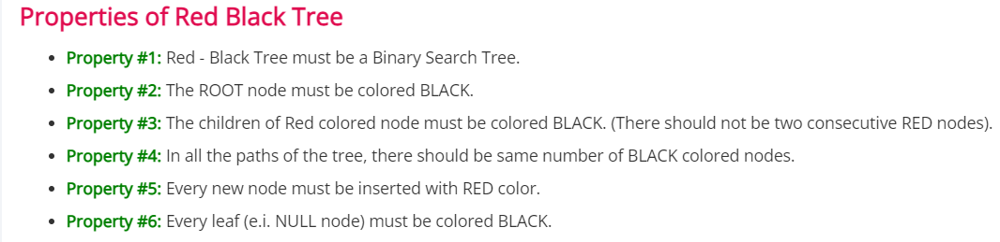 Properties of Red Black Tree
• Property #1: Red - Black Tree must be a Binary Search Tree.
• Property #2: The ROOT node must be colored BLACK.
• Property #3: The children of Red colored node must be colored BLACK. (There should not be two consecutive RED nodes).
• Property #4: In all the paths of the tree, there should be same number of BLACK colored nodes.
• Property #5: Every new node must be inserted with RED color.
• Property #6: Every leaf (e.i. NULL node) must be colored BLACK.